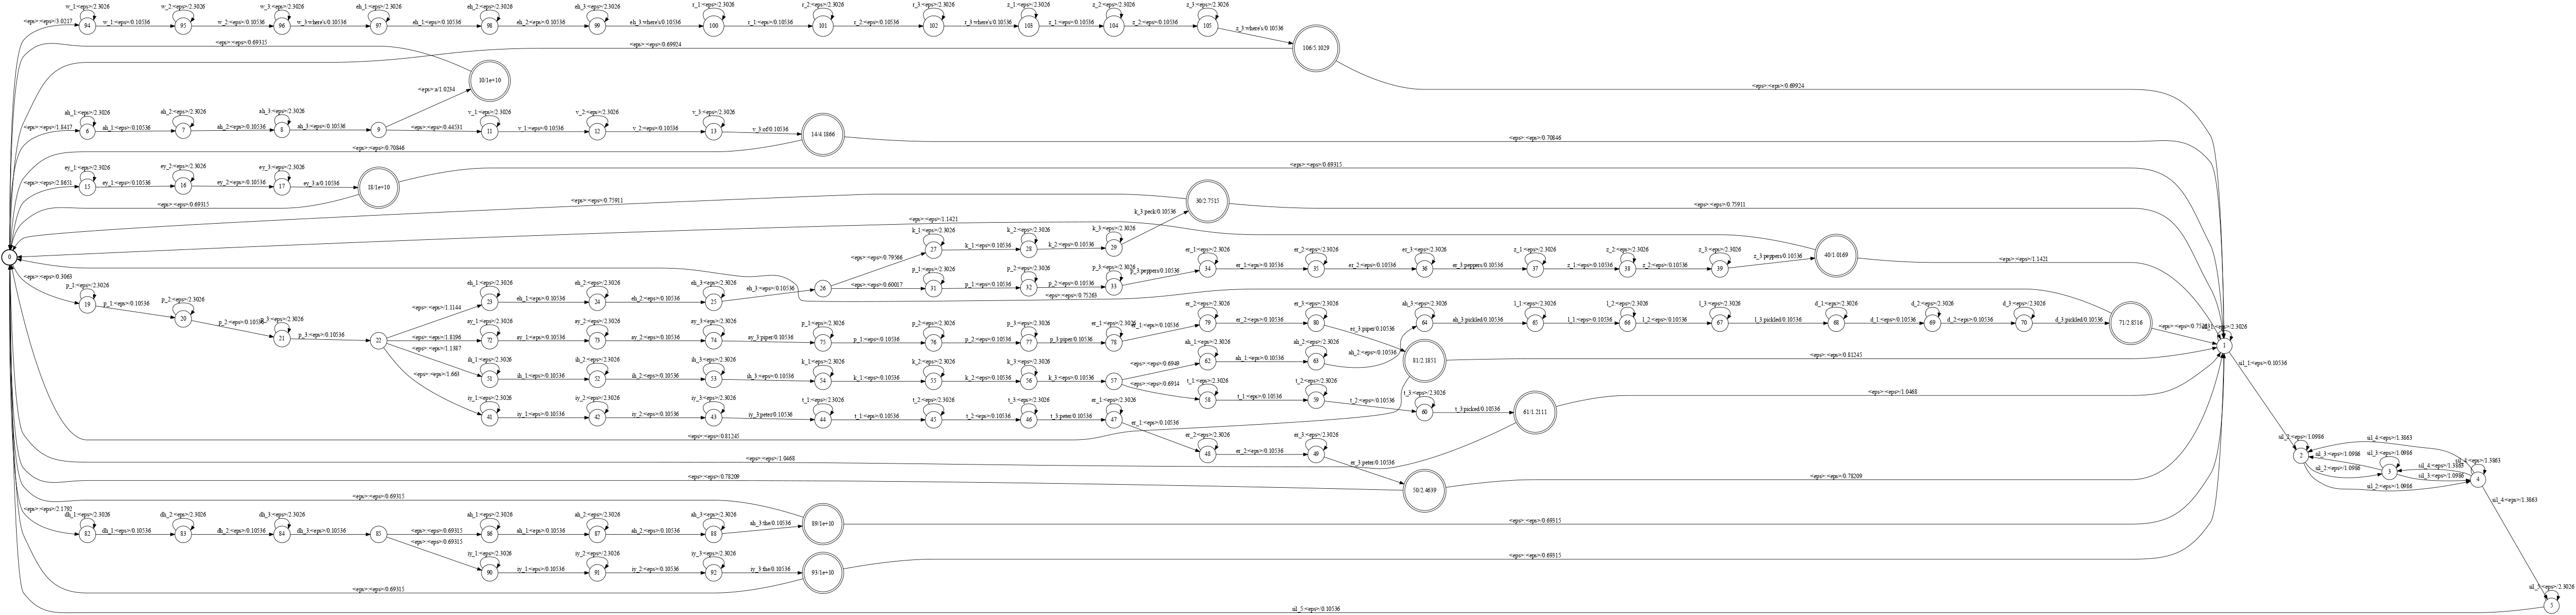 w_1:<eps>/2.3026 w_2:<eps>/2.3026 w_3:<eps>/2.3026 eh_1:<eps>/2.3026 eh_2:<eps>/2.3026 eh_3:<eps>/2.3026 r_1:<eps>/2.3026 r_2:<eps>/2.3026 r_3:<eps>/2.3026 z_1:<eps>/2.3026 z_2:<eps>/2.3026 z_3:<eps>/2.3026
<eps>:<eps>/3.0217 94 w_1:<eps>/0.10536 95 w_2:<eps>/0.10536 96 w_3:where's/0.10536 97 eh_1:<eps>/0.10536 98 eh_2:<eps>/0.10536 99 eh_3:where's/0.10536 100 r_1:<eps>/0.10536 101 r_2:<eps>/0.10536 102 r_3:where's/0.10536 103 z_1:<eps>/0.10536 104 z_2:<eps>/0.10536 105 z_3:where's/0.10536 106/5.1029
<eps>:<eps>/0.69315 <eps>:<eps>/0.69924
10/1e+10
<eps>:a/1.0234 <eps>:<eps>/0.69924
ah_1:<eps>/2.3026 ah_2:<eps>/2.3026 ah_3:<eps>/2.3026 v_1:<eps>/2.3026 v_2:<eps>/2.3026 v_3:<eps>/2.3026
<eps>:<eps>/1.8417 6 ah_1:<eps>/0.10536 7 ah_2:<eps>/0.10536 8 ah_3:<eps>/0.10536 9 <eps>:<eps>/0.44531 11 v_1:<eps>/0.10536 12 v_2:<eps>/0.10536 13 v_3:of/0.10536 14/4.1866 <eps>:<eps>/0.70846
<eps>:<eps>/0.70846
ey_1:<eps>/2.3026 ey_2:<eps>/2.3026 ey_3:<eps>/2.3026 <eps>:<eps>/0.69315
<eps>:<eps>/2.8651 15 ey_1:<eps>/0.10536 16 ey_2:<eps>/0.10536 17 ey_3:a/0.10536 18/1e+10
<eps>:<eps>/0.69315
<eps>:<eps>/0.75911 30/2.7515 <eps>:<eps>/0.75911
k_3:peck/0.10536
<eps>:<eps>/1.1421
k_1:<eps>/2.3026 k_2:<eps>/2.3026 k_3:<eps>/2.3026
<eps>:<eps>/0.79566 27 k_1:<eps>/0.10536 28 k_2:<eps>/0.10536 29
0 er_1:<eps>/2.3026 er_2:<eps>/2.3026 er_3:<eps>/2.3026 z_1:<eps>/2.3026 z_2:<eps>/2.3026 z_3:<eps>/2.3026 40/1.0169 <eps>:<eps>/1.1421
p_1:<eps>/2.3026 p_2:<eps>/2.3026 p_3:<eps>/2.3026 p_3:peppers/0.10536 34 er_1:<eps>/0.10536 35 er_2:<eps>/0.10536 36 er_3:peppers/0.10536 37 z_1:<eps>/0.10536 38 z_2:<eps>/0.10536 39 z_3:peppers/0.10536
<eps>:<eps>/0.3063 26 <eps>:<eps>/0.60017 31 p_1:<eps>/0.10536 32 p_2:<eps>/0.10536 33
<eps>:<eps>/0.75263
p_1:<eps>/2.3026 19 p_1:<eps>/0.10536 p_2:<eps>/2.3026 20 p_2:<eps>/0.10536 p_3:<eps>/2.3026 21 p_3:<eps>/0.10536 22
eh_1:<eps>/2.3026 eh_2:<eps>/2.3026 eh_3:<eps>/2.3026
<eps>:<eps>/1.1144 23 eh_1:<eps>/0.10536 24 eh_2:<eps>/0.10536 25 eh_3:<eps>/0.10536
ah_3:<eps>/2.3026 l_1:<eps>/2.3026 l_2:<eps>/2.3026 l_3:<eps>/2.3026 d_1:<eps>/2.3026 d_2:<eps>/2.3026 d_3:<eps>/2.3026
64 ah_3:pickled/0.10536 65 l_1:<eps>/0.10536 66 l_2:<eps>/0.10536 67 l_3:pickled/0.10536 68 d_1:<eps>/0.10536 69 d_2:<eps>/0.10536 70 d_3:pickled/0.10536 71/2.8516 <eps>:<eps>/0.75263
ay_1:<eps>/2.3026 ay_2:<eps>/2.3026 ay_3:<eps>/2.3026 p_1:<eps>/2.3026 p_2:<eps>/2.3026 p_3:<eps>/2.3026 er_1:<eps>/2.3026 er_2:<eps>/2.3026 er_3:<eps>/2.3026
<eps>:<eps>/1.8196 72 ay_1:<eps>/0.10536 73 ay_2:<eps>/0.10536 74 ay_3:piper/0.10536 75 p_1:<eps>/0.10536 76 p_2:<eps>/0.10536 77 p_3:piper/0.10536 78 er_1:<eps>/0.10536 79 er_2:<eps>/0.10536 80 er_3:piper/0.10536 81/2.1851 <eps>:<eps>/0.81245 1
ih_1:<eps>/2.3026 ih_2:<eps>/2.3026 ih_3:<eps>/2.3026 k_1:<eps>/2.3026 k_2:<eps>/2.3026 k_3:<eps>/2.3026 ah_1:<eps>/2.3026 ah_2:<eps>/2.3026
<eps>:<eps>/1.1387 51 ih_1:<eps>/0.10536 52 ih_2:<eps>/0.10536 53 ih_3:<eps>/0.10536 54 k_1:<eps>/0.10536 55 k_2:<eps>/0.10536 56 k_3:<eps>/0.10536 57 <eps>:<eps>/0.6949 62 ah_1:<eps>/0.10536 63 ah_2:<eps>/0.10536
<eps>:<eps>/0.6914 58 t_1:<eps>/2.3026 t_1:<eps>/0.10536 59 t_2:<eps>/2.3026 t_2:<eps>/0.10536 60 t_3:<eps>/2.3026 t_3:picked/0.10536 61/1.2111 <eps>:<eps>/1.0468
iy_1:<eps>/2.3026 iy_2:<eps>/2.3026 iy_3:<eps>/2.3026 t_1:<eps>/2.3026 t_2:<eps>/2.3026 t_3:<eps>/2.3026 er_1:<eps>/2.3026
<eps>:<eps>/1.663 41 iy_1:<eps>/0.10536 42 iy_2:<eps>/0.10536 43 iy_3:peter/0.10536 44 t_1:<eps>/0.10536 45 t_2:<eps>/0.10536 46 t_3:peter/0.10536 47 er_1:<eps>/0.10536
<eps>:<eps>/0.81245 er_2:<eps>/2.3026 er_3:<eps>/2.3026
48 er_2:<eps>/0.10536 49 er_3:peter/0.10536 50/2.4639 <eps>:<eps>/0.78209
<eps>:<eps>/1.0468
<eps>:<eps>/0.78209
sil_1:<eps>/0.10536 2 sil_2:<eps>/1.0986 sil_3:<eps>/1.0986 sil_2:<eps>/1.0986 sil_2:<eps>/1.0986 3 sil_3:<eps>/1.0986 sil_4:<eps>/1.3863 sil_4:<eps>/1.3863 sil_3:<eps>/1.0986 4 sil_4:<eps>/1.3863
sil_4:<eps>/1.3863
<eps>:<eps>/0.69315
dh_1:<eps>/2.3026 dh_2:<eps>/2.3026 dh_3:<eps>/2.3026 ah_1:<eps>/2.3026 ah_2:<eps>/2.3026 ah_3:<eps>/2.3026
<eps>:<eps>/2.1782 82 dh_1:<eps>/0.10536 83 dh_2:<eps>/0.10536 84 dh_3:<eps>/0.10536 85 <eps>:<eps>/0.69315 86 ah_1:<eps>/0.10536 87 ah_2:<eps>/0.10536 88 ah_3:the/0.10536 89/1e+10 <eps>:<eps>/0.69315
iy_1:<eps>/2.3026 iy_2:<eps>/2.3026 iy_3:<eps>/2.3026
<eps>:<eps>/0.69315 90 iy_1:<eps>/0.10536 91 iy_2:<eps>/0.10536 92 iy_3:the/0.10536 93/1e+10 <eps>:<eps>/0.69315
<eps>:<eps>/0.69315
sil_5:<eps>/2.3026 5
sil_5:<eps>/0.10536